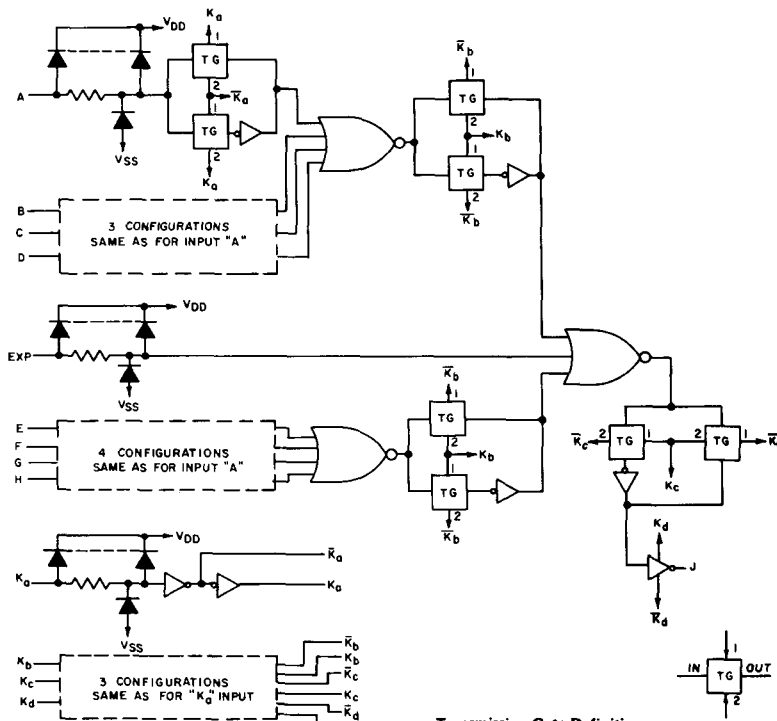 Ka
VDD
1
TG
2
K̅a
A
1
TG
2
VSS
Ka
K̅b
1
TG
2
Kb
1
TG
2
K̅b
B
C
D
3 CONFIGURATIONS
SAME AS FOR INPUT "A"
VDD
EXP
VSS
K̅b
1
TG
2
Kb
1
TG
2
K̅b
E
F
G
H
4 CONFIGURATIONS
SAME AS FOR INPUT "A"
K̅c
2
TG
1
2
TG
1
Kc
Kd
J
K̅d
VDD
K̅a
Ka
Ka
VSS
Kb
Kc
Kd
3 CONFIGURATIONS
SAME AS FOR "Ka" INPUT
K̅b
Kb
K̅c
Kc
K̅d
1
IN
TG
OUT
2